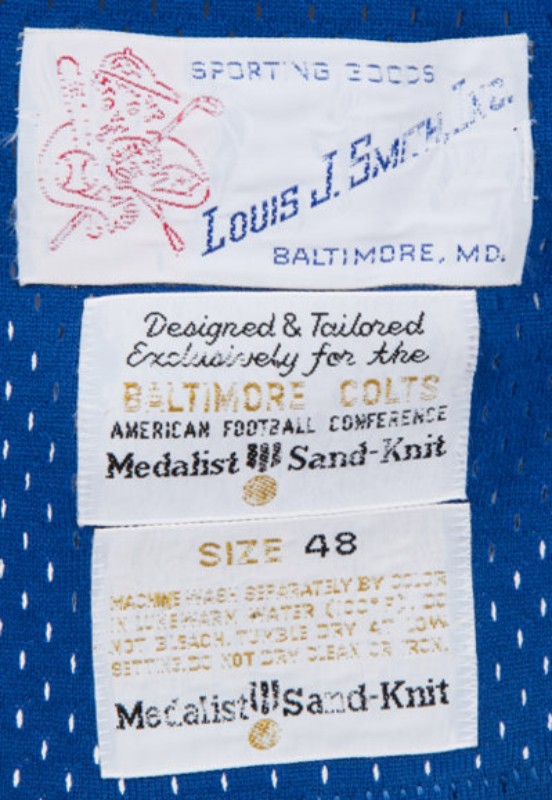 SPORTING GOODS
LOUIS J. SMITH, INC.
BALTIMORE, MD.
Designed & Tailored
Exclusively for the
BALTIMORE COLTS
AMERICAN FOOTBALL CONFERENCE
Medalist Sand-Knit
SIZE 48
MACHINE WASH SEPARATELY BY COLOR
IN LUKEWARM WATER (100° F). DO
NOT BLEACH. TUMBLE DRY AT LOW
SETTING. DO NOT DRY CLEAN OR IRON.
Medalist Sand-Knit